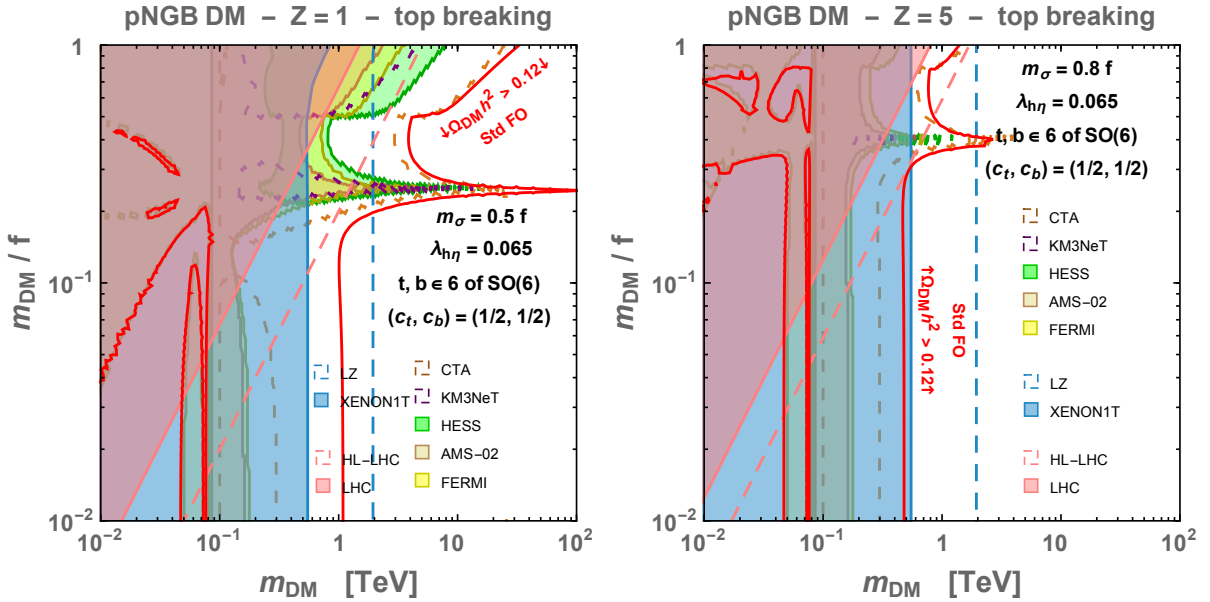 pNGB DM – Z = 1 – top breaking
1
10⁻¹
10⁻²
m_DM / f
↓Ω_DM h² > 0.12↓
Std FO
m_σ = 0.5 f
λ_hη = 0.065
t, b ∈ 6 of SO(6)
(c_t, c_b) = (1/2, 1/2)
LZ
XENON1T
HL−LHC
LHC
CTA
KM3NeT
HESS
AMS−02
FERMI
10⁻² 10⁻¹ 1 10 10²
m_DM [TeV]
pNGB DM – Z = 5 – top breaking
1
10⁻¹
10⁻²
m_DM / f
m_σ = 0.8 f
λ_hη = 0.065
t, b ∈ 6 of SO(6)
(c_t, c_b) = (1/2, 1/2)
↑Ω_DM h² > 0.12↑
Std FO
CTA
KM3NeT
HESS
AMS−02
FERMI
LZ
XENON1T
HL−LHC
LHC
10⁻² 10⁻¹ 1 10 10²
m_DM [TeV]